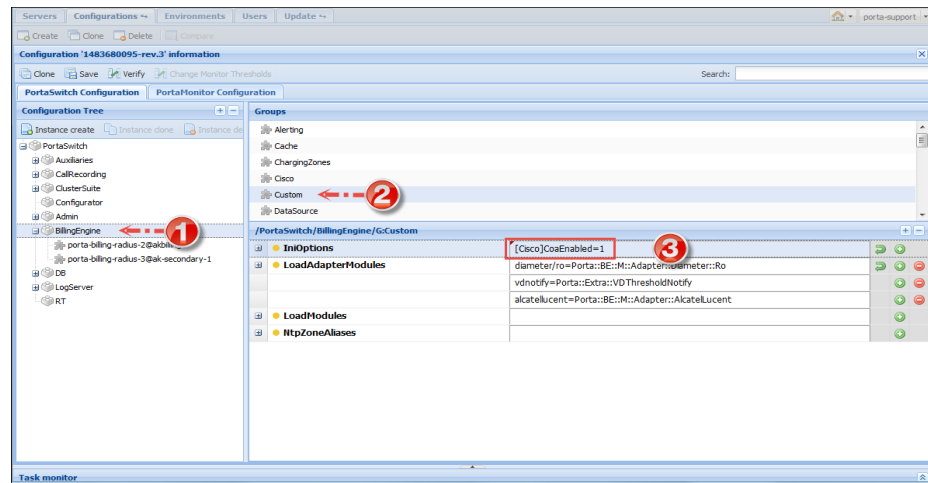 Servers Configurations Environments Users Update porta-support
Create Clone Delete Compare
Configuration '1483680095-rev.3' information
Clone Save Verify Change Monitor Thresholds Search:
PortaSwitch Configuration PortaMonitor Configuration
Configuration Tree
Groups
Instance create Instance clone Instance de
Alerting
PortaSwitch
Cache
Auxiliaries
ChargingZones
CallRecording
Cisco
ClusterSuite
Custom
2
Configurator
DataSource
Admin
BillingEngine
1
/PortaSwitch/BillingEngine/G:Custom
porta-billing-radius-2@akbilling-1
IniOptions [Cisco]CoaEnabled=1
3
porta-billing-radius-3@ak-secondary-1
LoadAdapterModules diameter/ro=Porta::BE::M::Adapter::Diameter::Ro
DB
vdnotify=Porta::Extra::VDThresholdNotify
LogServer
alcatellucent=Porta::BE::M::Adapter::AlcatelLucent
RT
LoadModules
NtpZoneAliases
Task monitor